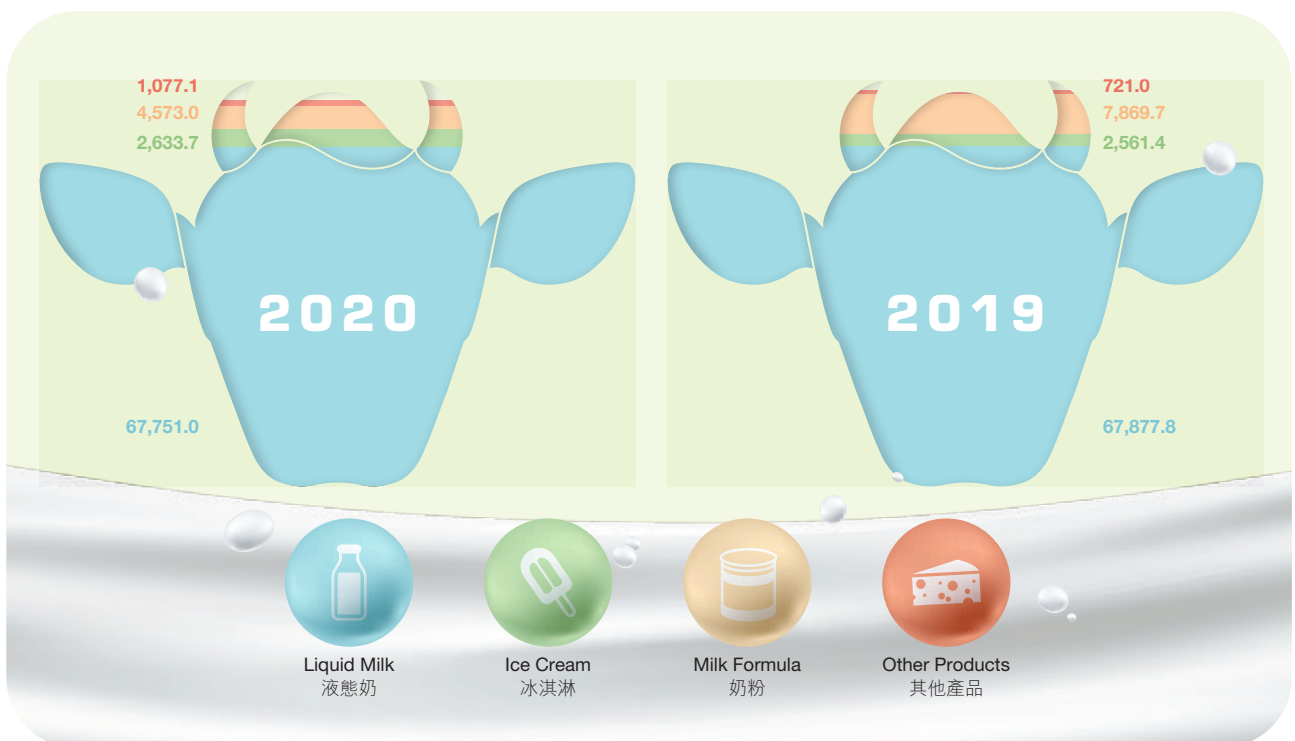 1,077.1
4,573.0
2,633.7
2020
67,751.0
721.0
7,869.7
2,561.4
2019
67,877.8
Liquid Milk
液態奶
Ice Cream
冰淇淋
Milk Formula
奶粉
Other Products
其他產品